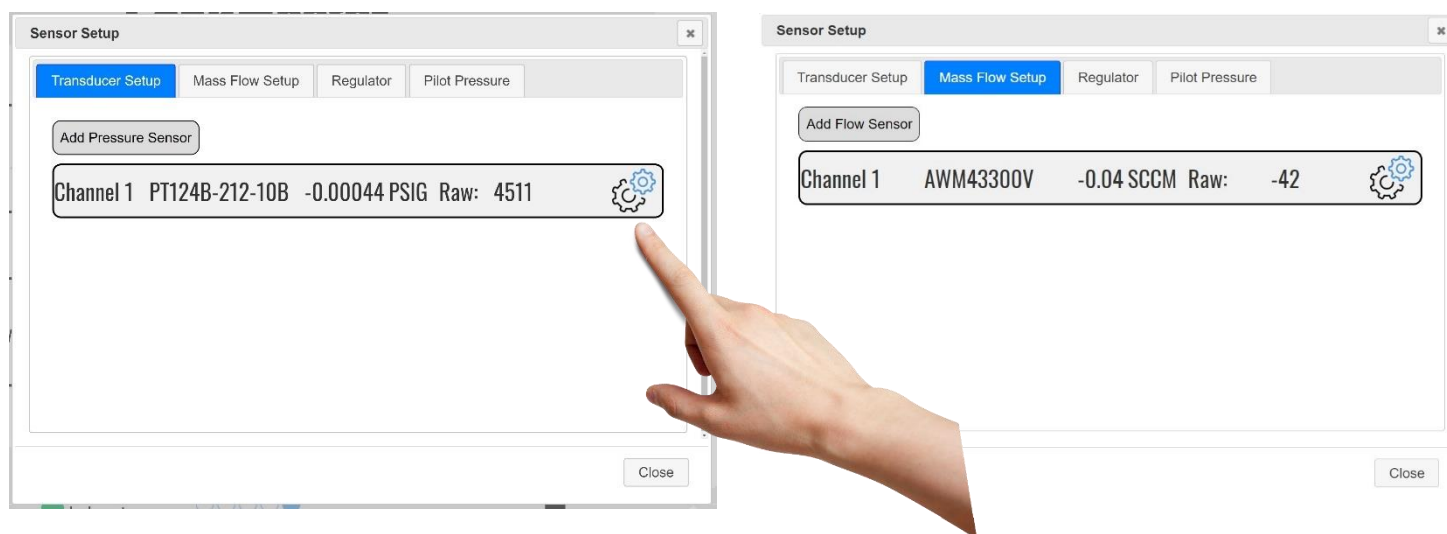 Sensor Setup
Transducer Setup Mass Flow Setup Regulator Pilot Pressure
Add Pressure Sensor
Channel 1 PT124B-212-10B -0.00044 PSIG Raw: 4511
Close
Sensor Setup
Transducer Setup Mass Flow Setup Regulator Pilot Pressure
Add Flow Sensor
Channel 1 AWM43300V -0.04 SCCM Raw: -42
Close